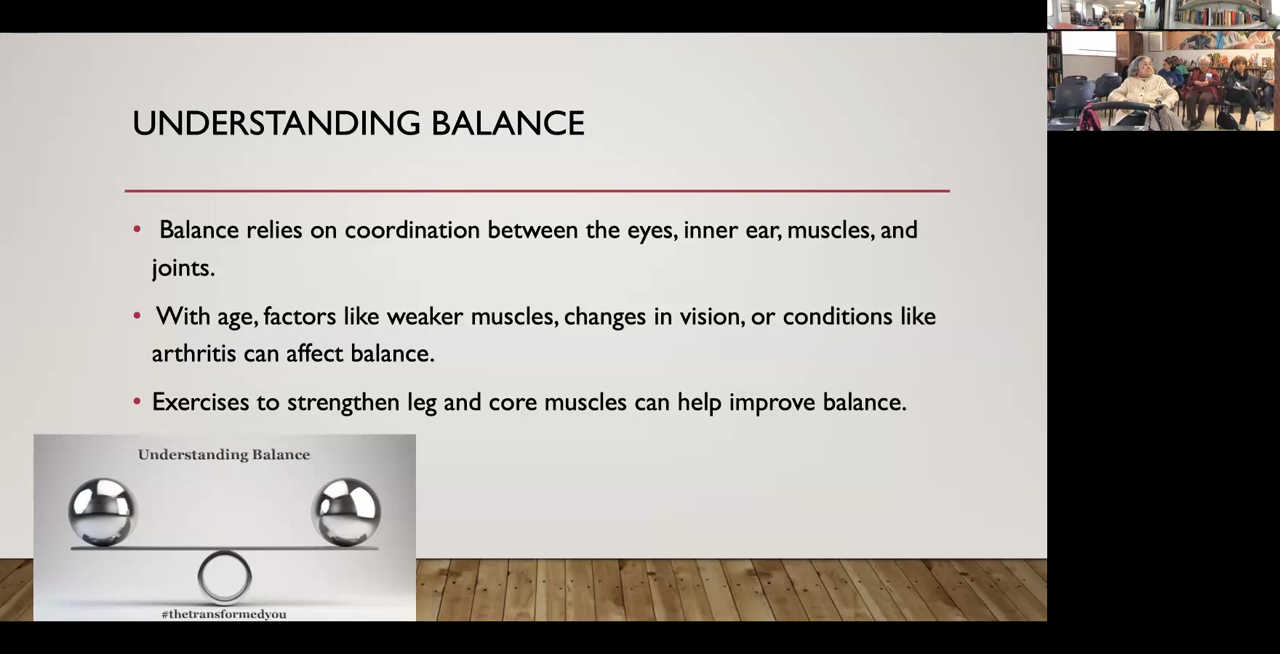 UNDERSTANDING BALANCE
• Balance relies on coordination between the eyes, inner ear, muscles, and
joints.
• With age, factors like weaker muscles, changes in vision, or conditions like
arthritis can affect balance.
• Exercises to strengthen leg and core muscles can help improve balance.
Understanding Balance
#thetransformedyou